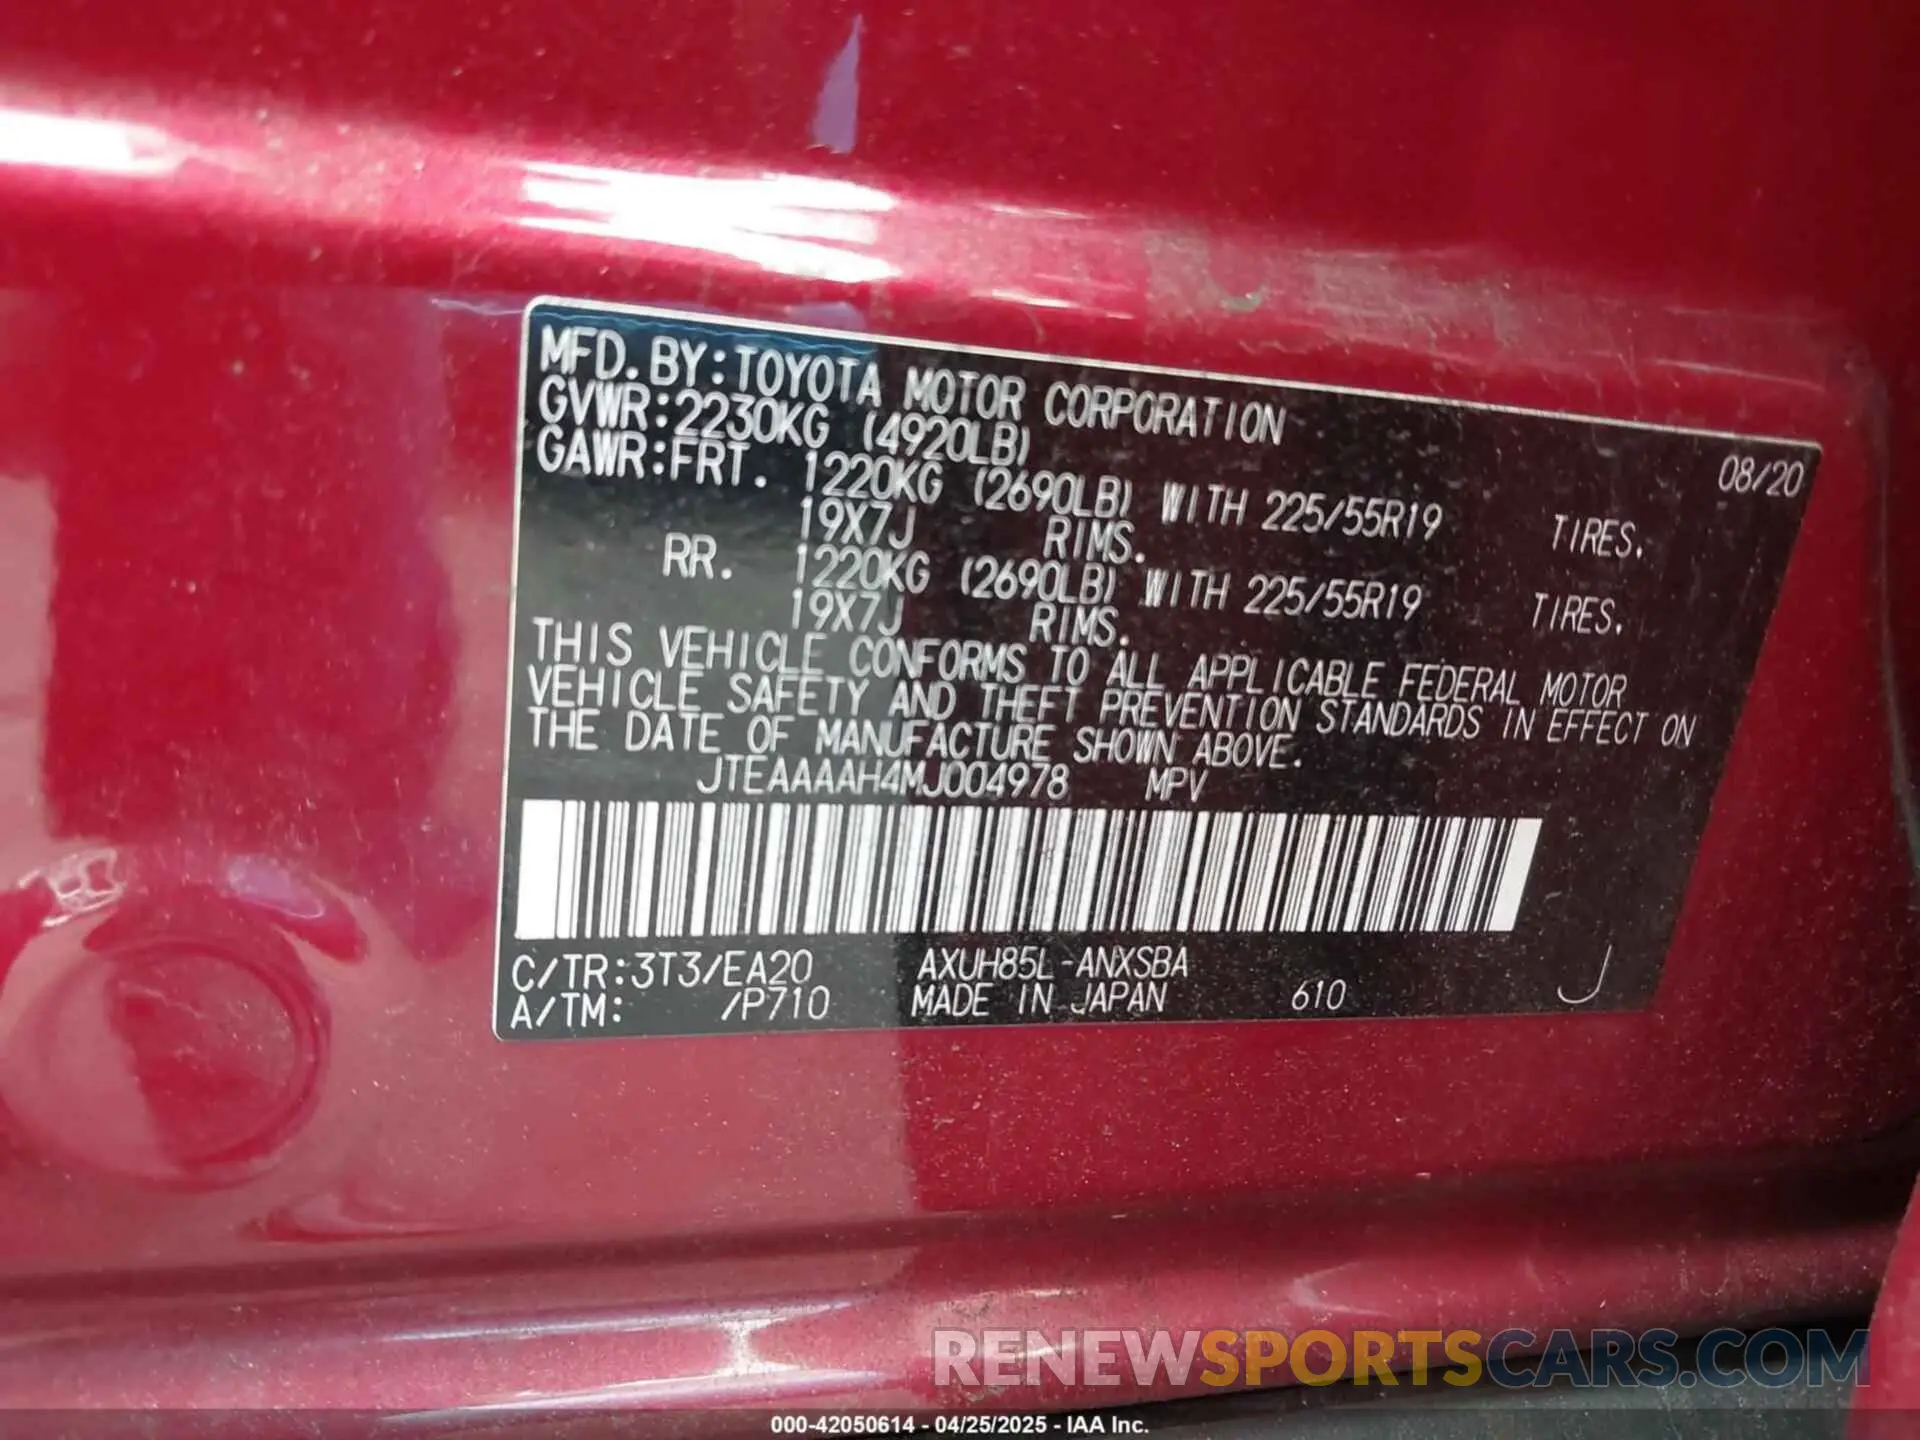 MFD. BY: TOYOTA MOTOR CORPORATION 08/20
GVWR: 2230KG (4920LB)
GAWR: FRT. 1220KG (2690LB) WITH 225/55R19 TIRES.
19X7J RIMS.
RR. 1220KG (2690LB) WITH 225/55R19 TIRES.
19X7J RIMS.
THIS VEHICLE CONFORMS TO ALL APPLICABLE FEDERAL MOTOR
VEHICLE SAFETY AND THEFT PREVENTION STANDARDS IN EFFECT ON
THE DATE OF MANUFACTURE SHOWN ABOVE.
JTEAAAAH4MJ004978 MPV
C/TR: 3T3/EA20 AXUH85L-ANXSBA
A/TM: /P710 MADE IN JAPAN 610 J
RENEWSPORTSCARS.COM
000-42050614 - 04/25/2025 - IAA Inc.